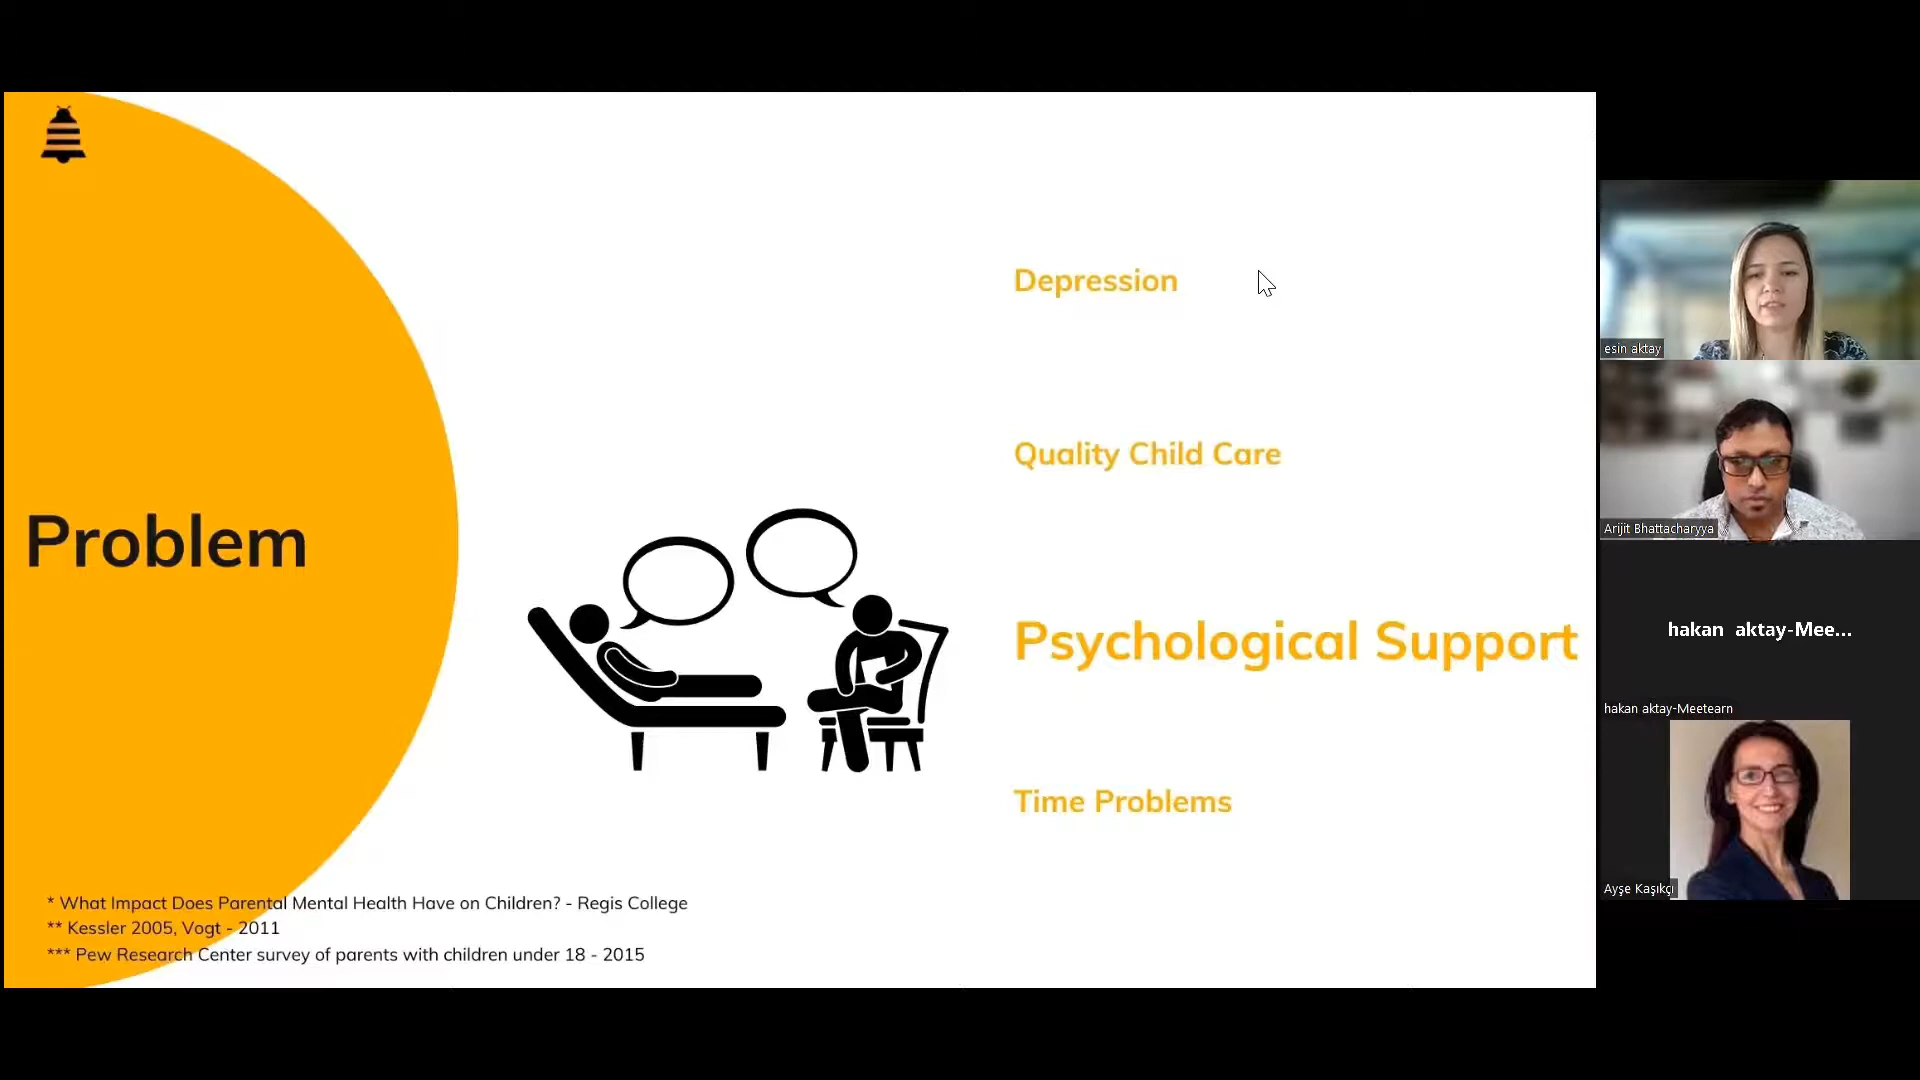 Problem
Depression
Quality Child Care
Psychological Support
Time Problems
* What Impact Does Parental Mental Health Have on Children? - Regis College
** Kessler 2005, Vogt - 2011
*** Pew Research Center survey of parents with children under 18 - 2015
esin aktay
Arijit Bhattacharyya
hakan aktay-Mee...
hakan aktay-Meetearn
Ayşe Kaşıkçı